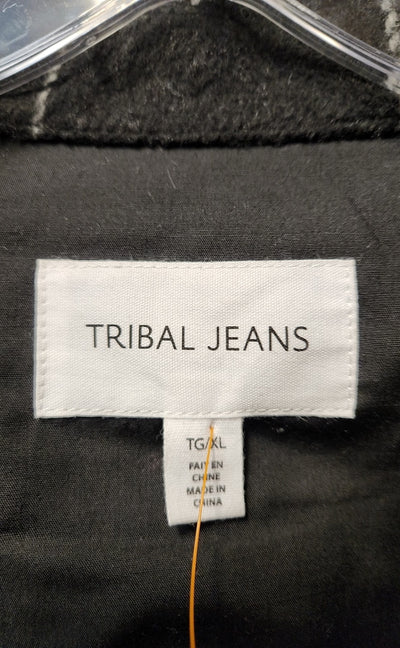 TRIBAL JEANS
TG/XL
FAIT EN
CHINE
MADE IN
CHINA